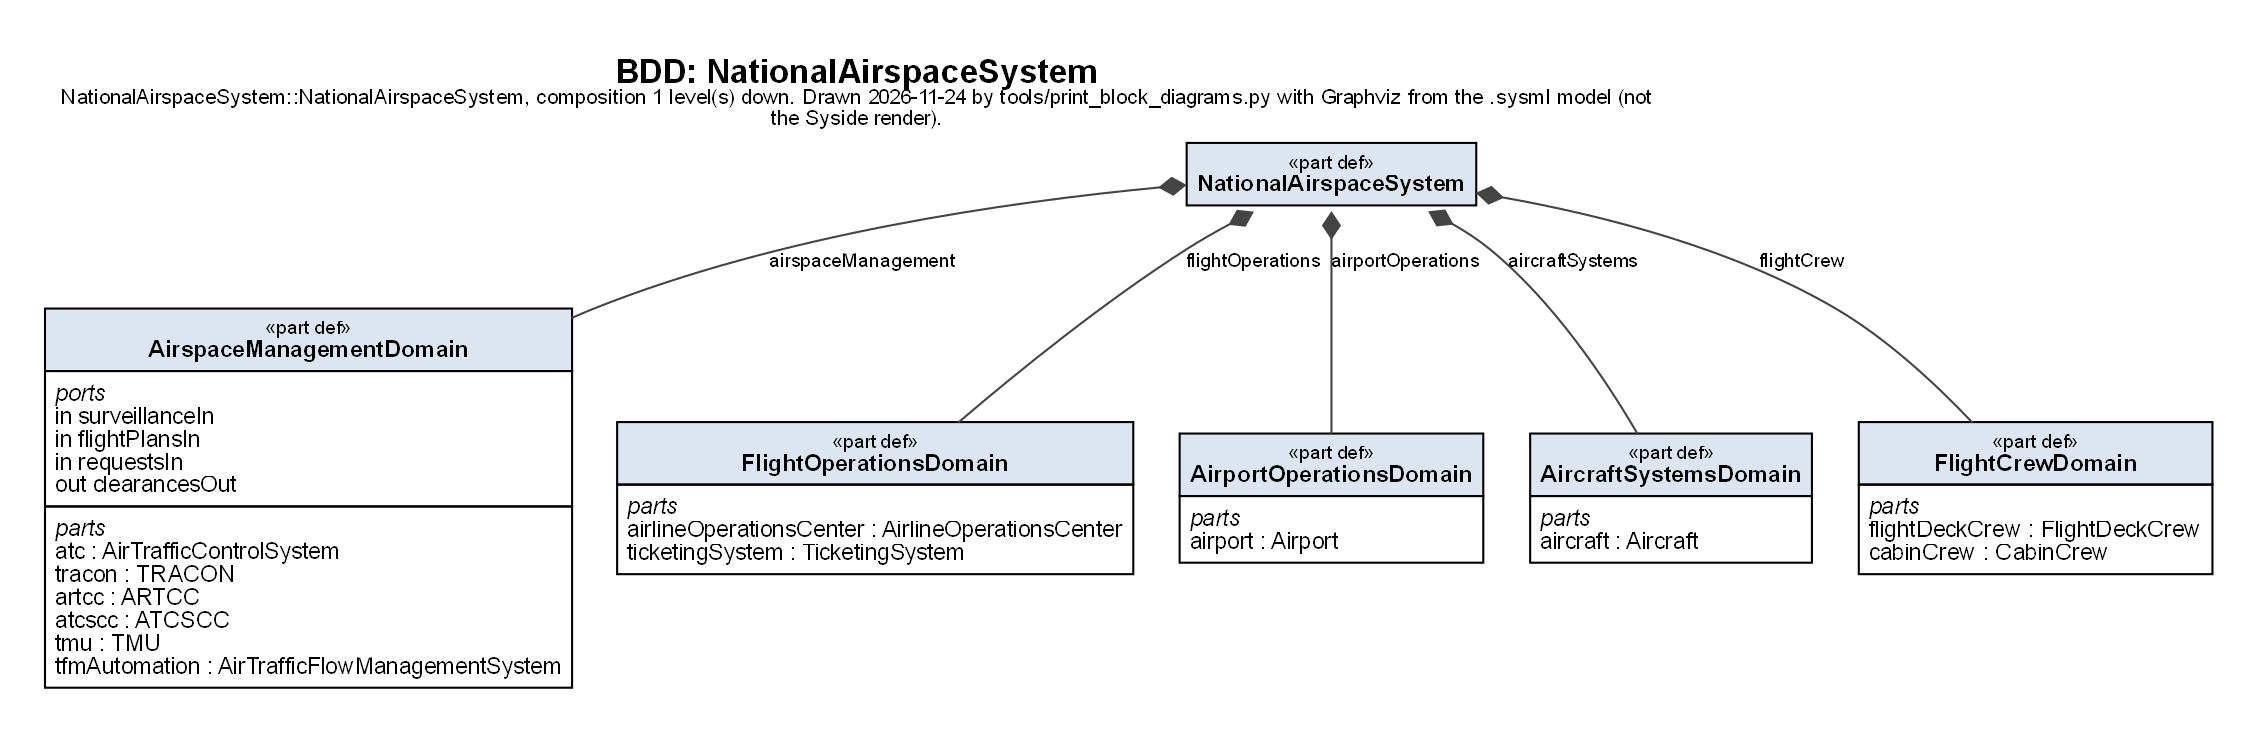 BDD: NationalAirspaceSystem
NationalAirspaceSystem::NationalAirspaceSystem, composition 1 level(s) down. Drawn 2026-11-24 by tools/print_block_diagrams.py with Graphviz from the .sysml model (not
the Syside render).
«part def»
NationalAirspaceSystem
airspaceManagement
flightOperations
airportOperations
aircraftSystems
flightCrew
«part def»
AirspaceManagementDomain
ports
in surveillanceIn
in flightPlansIn
in requestsIn
out clearancesOut
parts
atc : AirTrafficControlSystem
tracon : TRACON
artcc : ARTCC
atcscc : ATCSCC
tmu : TMU
tfmAutomation : AirTrafficFlowManagementSystem
«part def»
FlightOperationsDomain
parts
airlineOperationsCenter : AirlineOperationsCenter
ticketingSystem : TicketingSystem
«part def»
AirportOperationsDomain
parts
airport : Airport
«part def»
AircraftSystemsDomain
parts
aircraft : Aircraft
«part def»
FlightCrewDomain
parts
flightDeckCrew : FlightDeckCrew
cabinCrew : CabinCrew